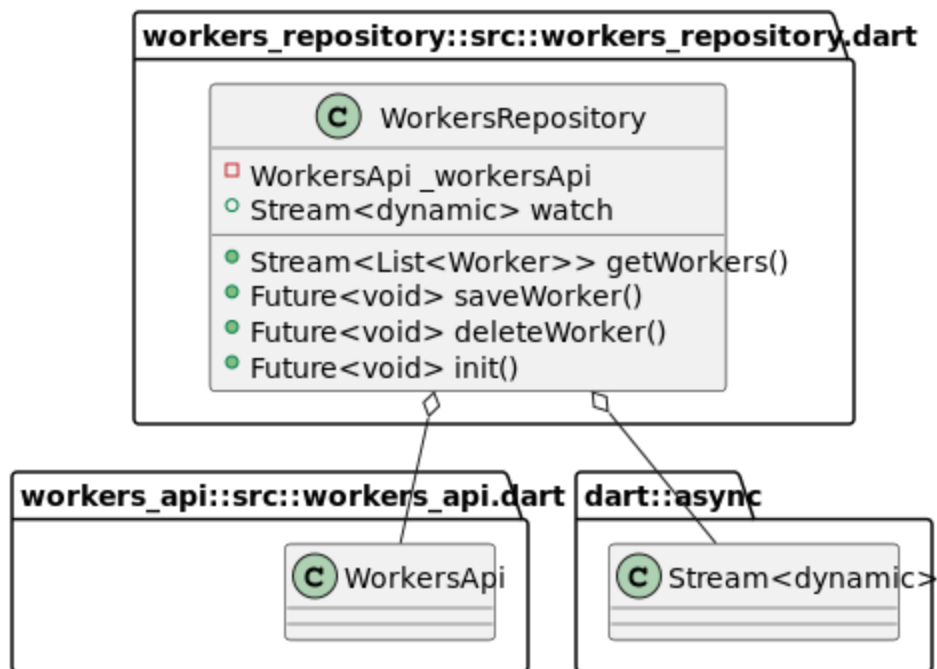 workers_repository::src::workers_repository.dart
C WorkersRepository
WorkersApi _workersApi
Stream<dynamic> watch
Stream<List<Worker>> getWorkers()
Future<void> saveWorker()
Future<void> deleteWorker()
Future<void> init()
workers_api::src::workers_api.dart
C WorkersApi
dart::async
C Stream<dynamic>